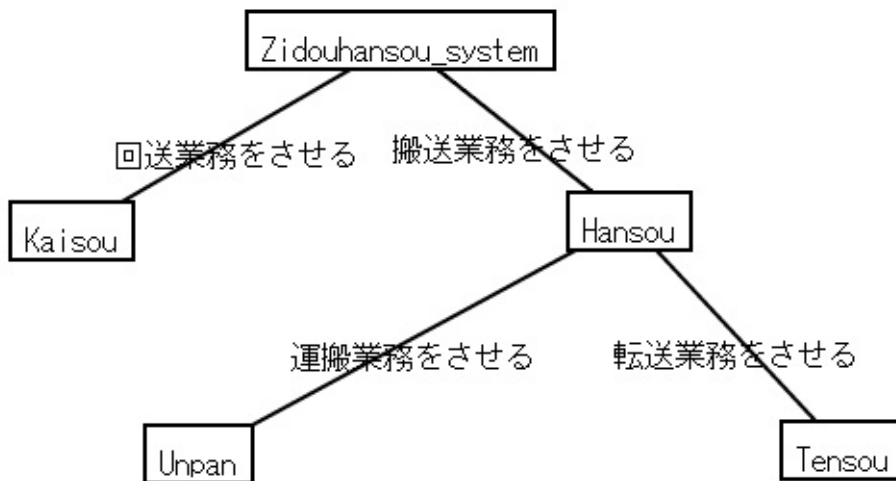 Zidouhansou_system
回送業務をさせる
搬送業務をさせる
Kaisou
Hansou
運搬業務をさせる
転送業務をさせる
Unpan
Tensou